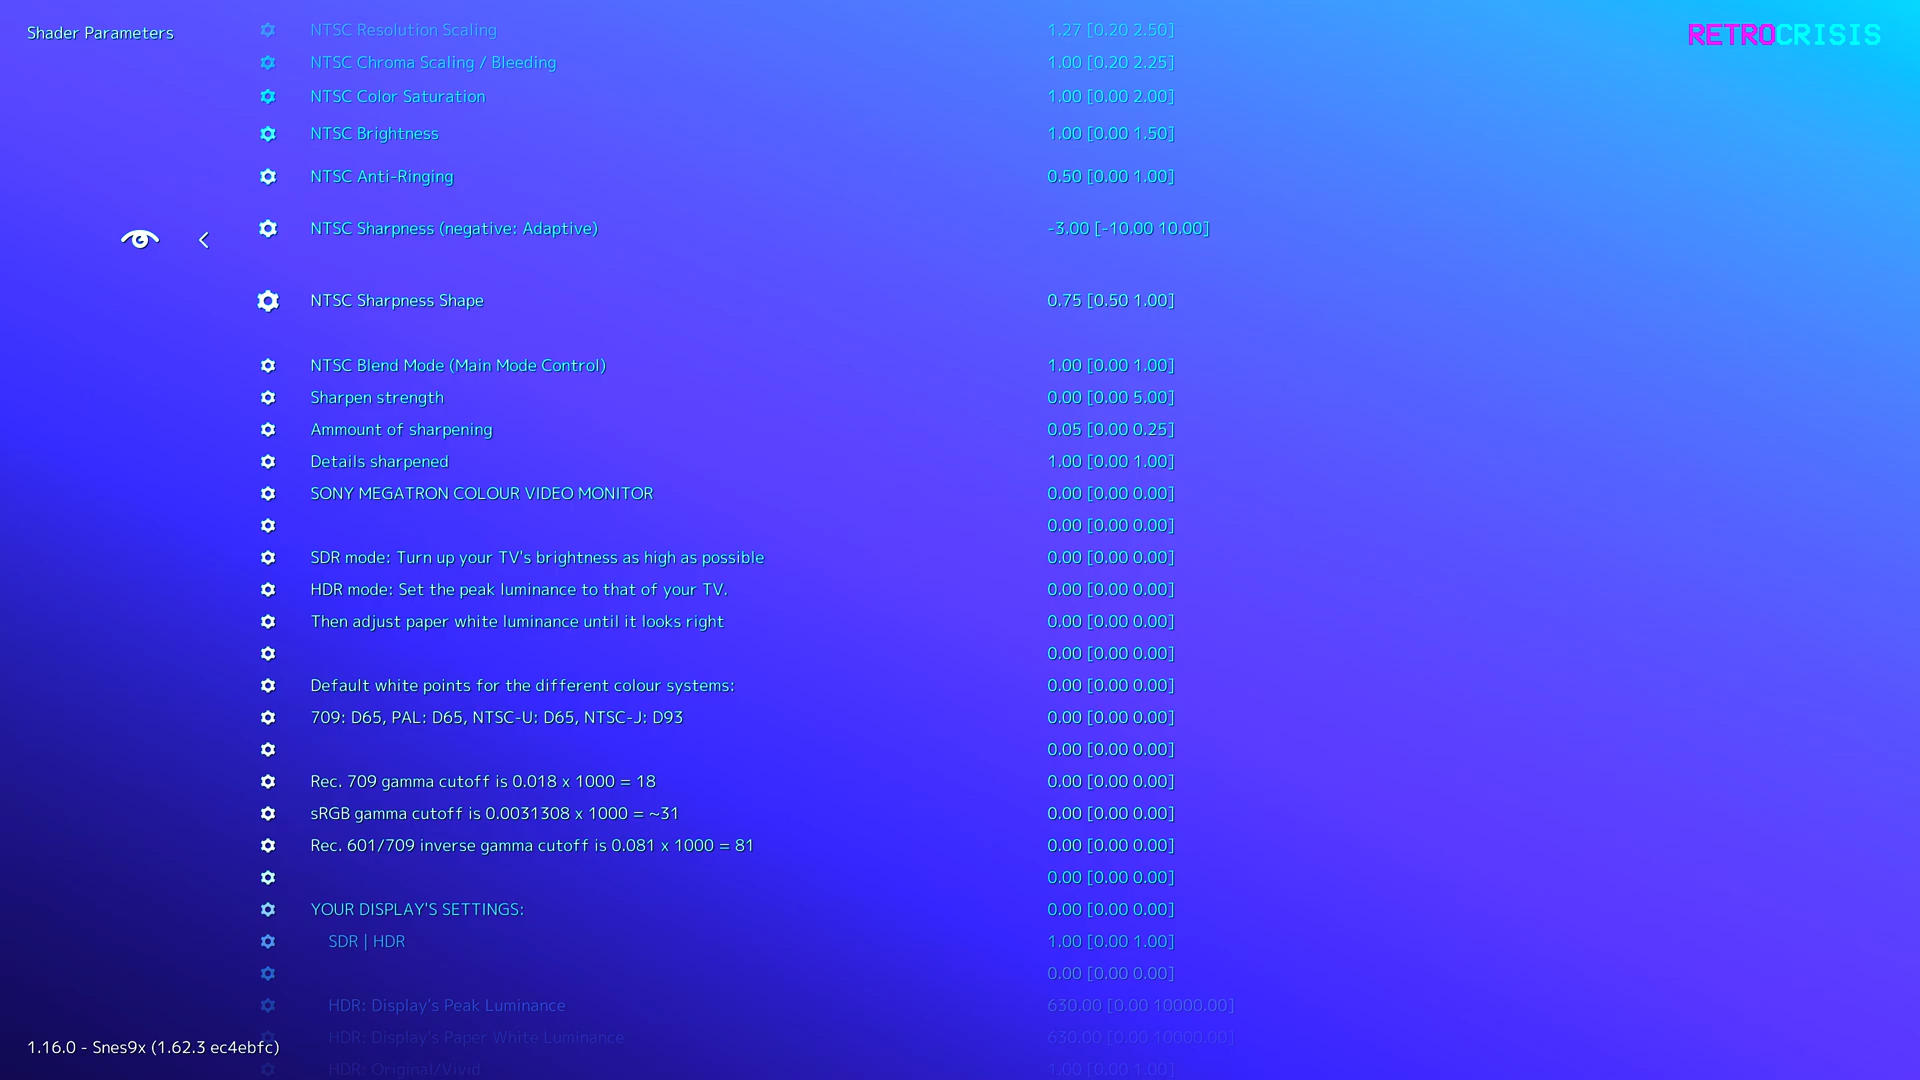 Shader Parameters
RETROCRISIS
NTSC Resolution Scaling 1.27 [0.20 2.50]
NTSC Chroma Scaling / Bleeding 1.00 [0.20 2.25]
NTSC Color Saturation 1.00 [0.00 2.00]
NTSC Brightness 1.00 [0.00 1.50]
NTSC Anti-Ringing 0.50 [0.00 1.00]
NTSC Sharpness (negative: Adaptive) -3.00 [-10.00 10.00]
NTSC Sharpness Shape 0.75 [0.50 1.00]
NTSC Blend Mode (Main Mode Control) 1.00 [0.00 1.00]
Sharpen strength 0.00 [0.00 5.00]
Ammount of sharpening 0.05 [0.00 0.25]
Details sharpened 1.00 [0.00 1.00]
SONY MEGATRON COLOUR VIDEO MONITOR 0.00 [0.00 0.00]
0.00 [0.00 0.00]
SDR mode: Turn up your TV's brightness as high as possible 0.00 [0.00 0.00]
HDR mode: Set the peak luminance to that of your TV. 0.00 [0.00 0.00]
Then adjust paper white luminance until it looks right 0.00 [0.00 0.00]
0.00 [0.00 0.00]
Default white points for the different colour systems: 0.00 [0.00 0.00]
709: D65, PAL: D65, NTSC-U: D65, NTSC-J: D93 0.00 [0.00 0.00]
0.00 [0.00 0.00]
Rec. 709 gamma cutoff is 0.018 x 1000 = 18 0.00 [0.00 0.00]
sRGB gamma cutoff is 0.0031308 x 1000 = ~31 0.00 [0.00 0.00]
Rec. 601/709 inverse gamma cutoff is 0.081 x 1000 = 81 0.00 [0.00 0.00]
0.00 [0.00 0.00]
YOUR DISPLAY'S SETTINGS: 0.00 [0.00 0.00]
SDR | HDR 1.00 [0.00 1.00]
0.00 [0.00 0.00]
HDR: Display's Peak Luminance 630.00 [0.00 10000.00]
HDR: Display's Paper White Luminance 630.00 [0.00 10000.00]
HDR: Original/Vivid 1.00 [0.00 1.00]
1.16.0 - Snes9x (1.62.3 ec4ebfc)